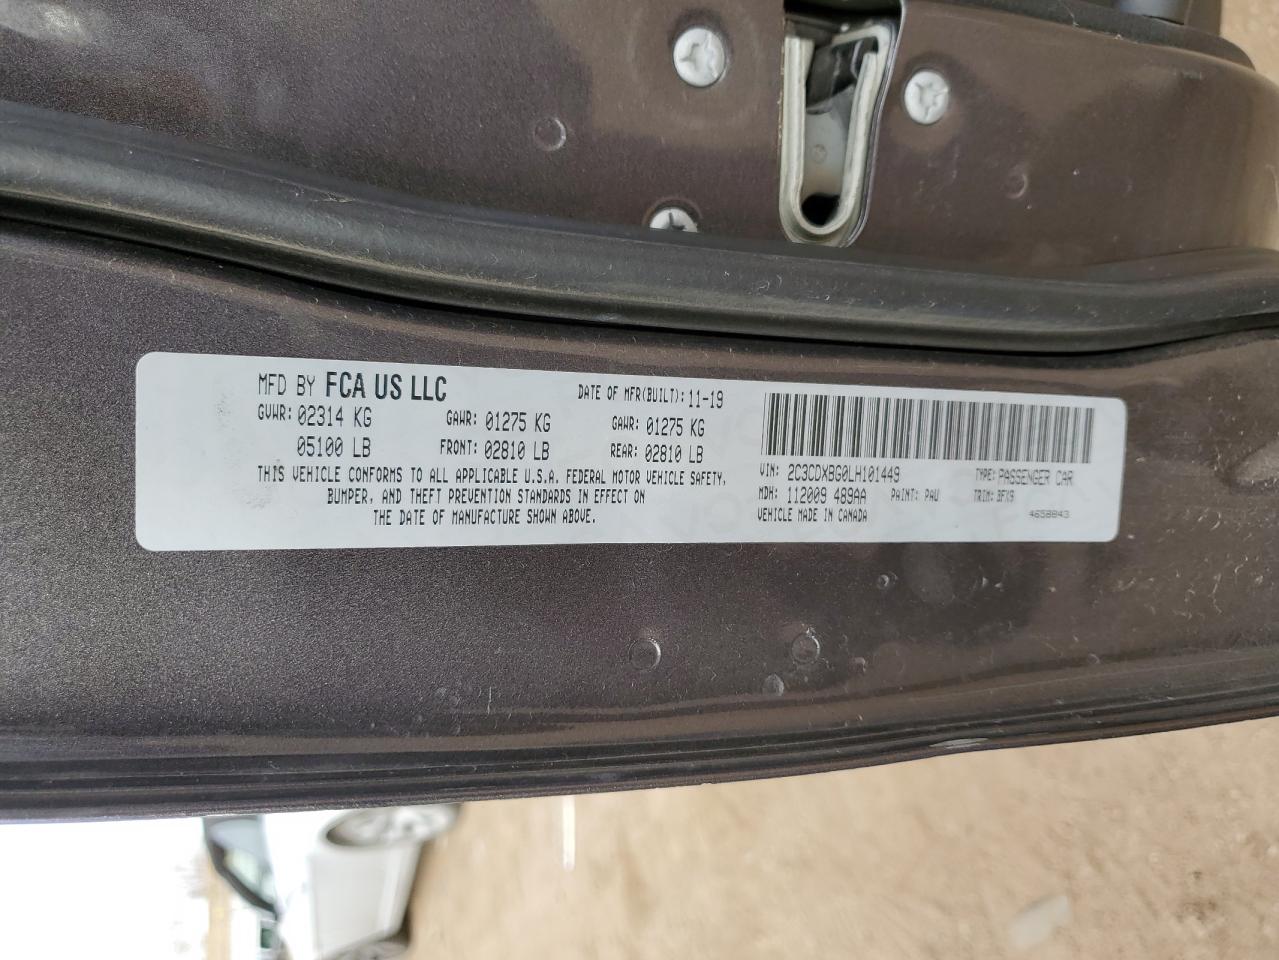 MFD BY FCA US LLC DATE OF MFR(BUILT): 11-19
GVWR: 02314 KG GAWR: 01275 KG GAWR: 01275 KG
05100 LB FRONT: 02810 LB REAR: 02810 LB
THIS VEHICLE CONFORMS TO ALL APPLICABLE U.S.A. FEDERAL MOTOR VEHICLE SAFETY,
BUMPER, AND THEFT PREVENTION STANDARDS IN EFFECT ON
THE DATE OF MANUFACTURE SHOWN ABOVE.
VIN: 2C3CDXBG0LH101449 TYPE: PASSENGER CAR
MDH: 112009 489AA PAINT: PAU TRIM: BFX9
VEHICLE MADE IN CANADA 4658843